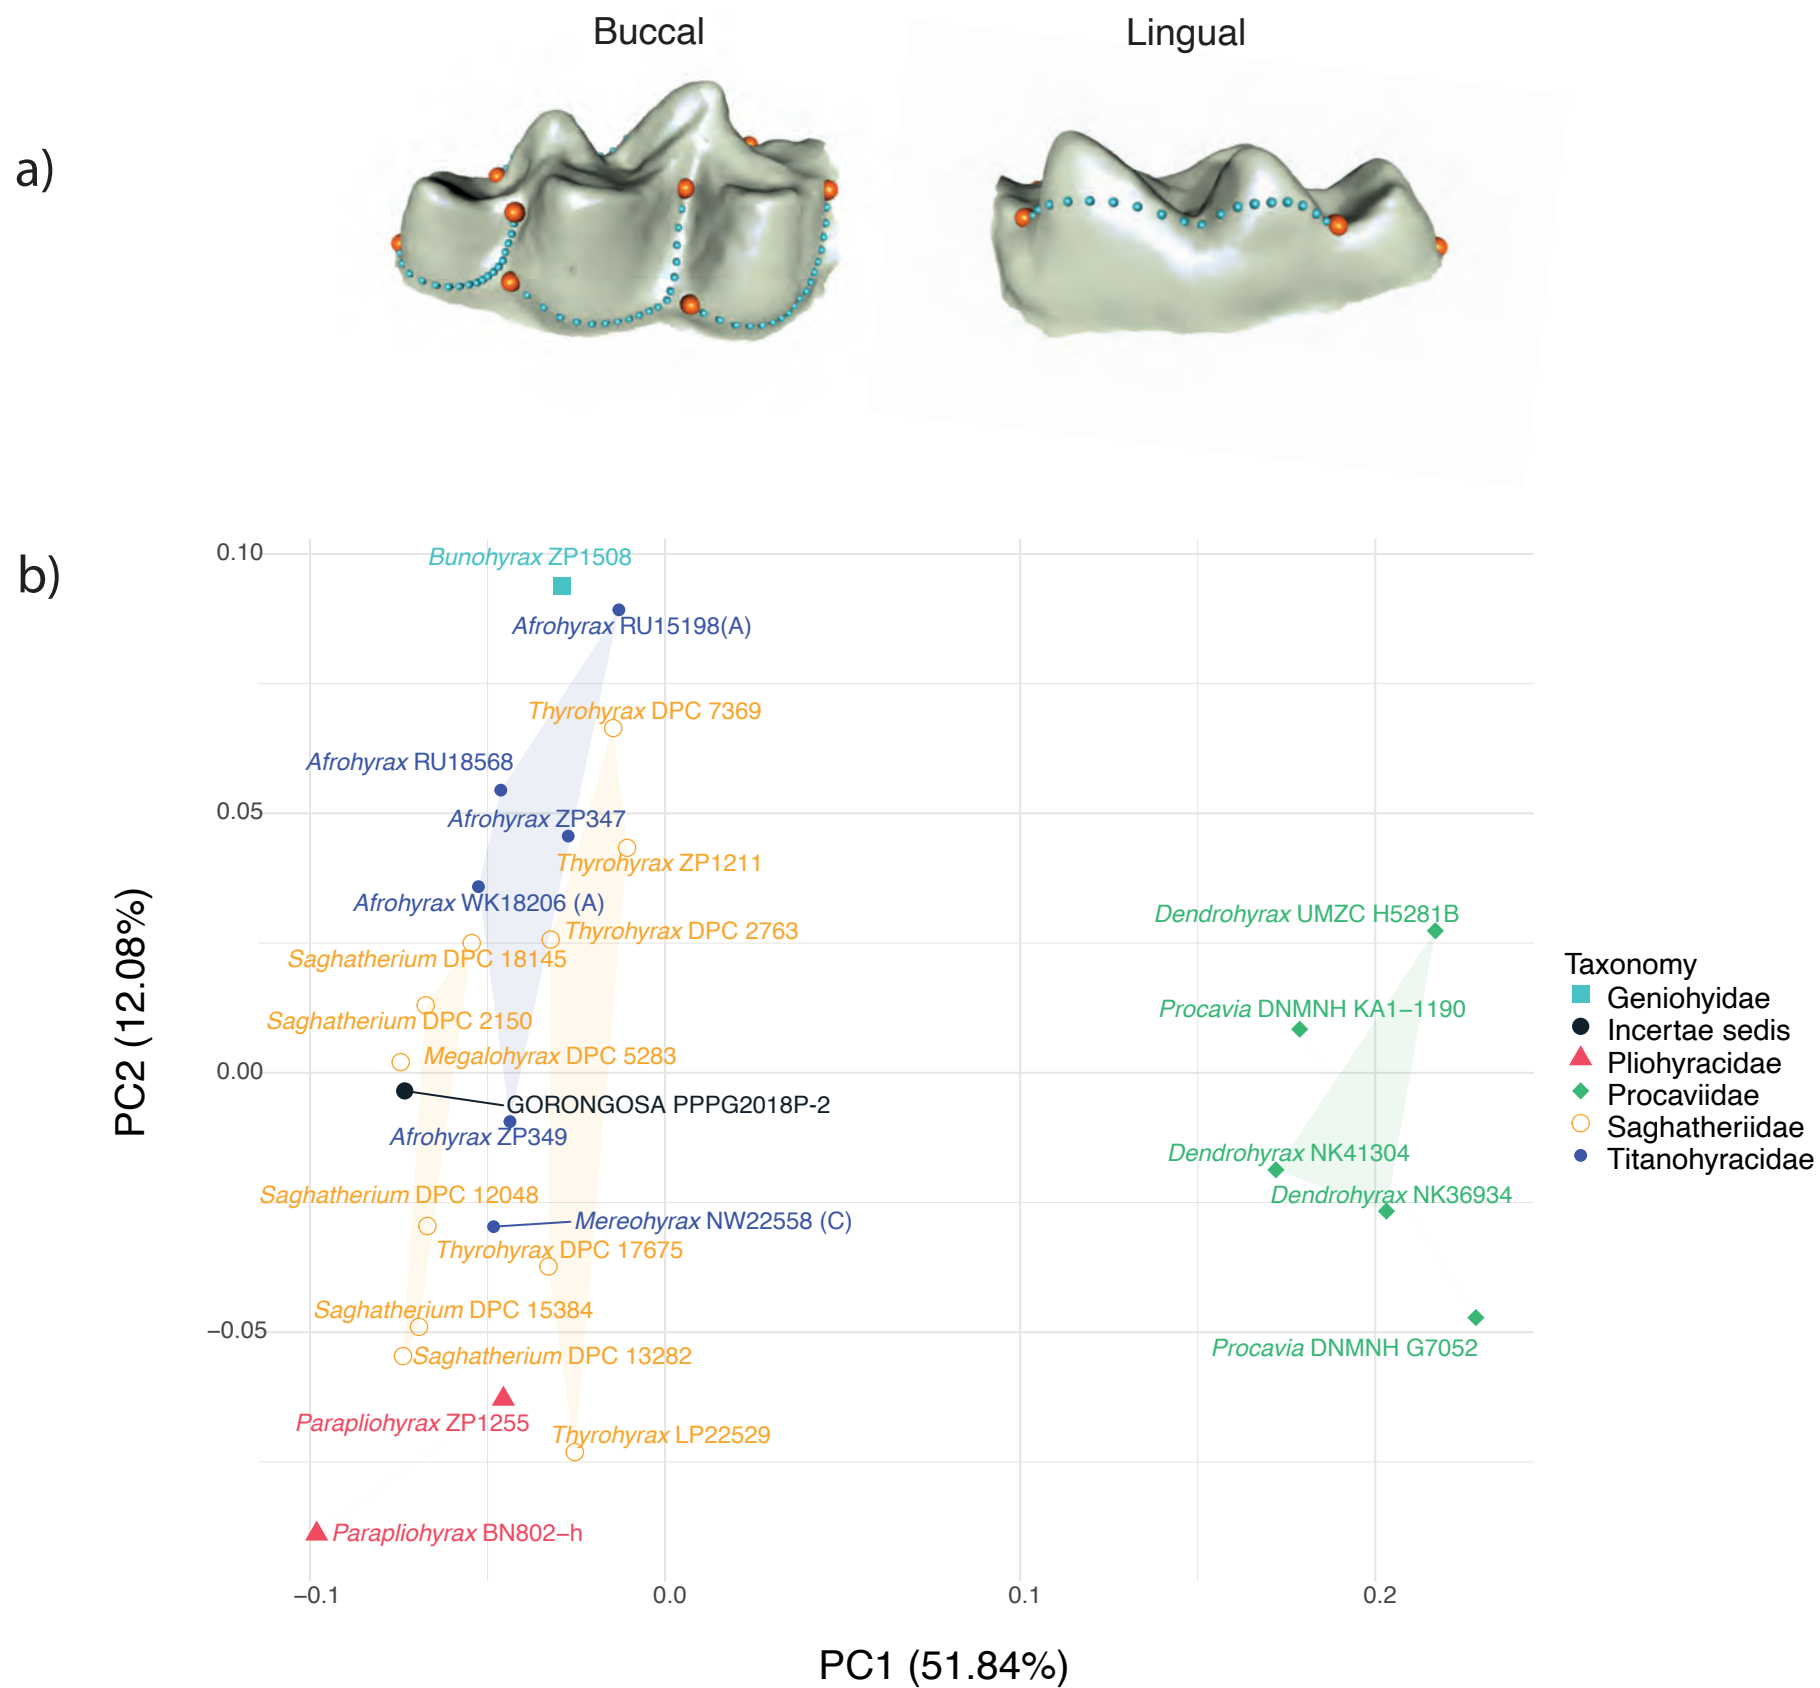 Buccal
Lingual
a)
b)
0.10
Bunohyrax ZP1508
Afrohyrax RU15198(A)
Thyrohyrax DPC 7369
Afrohyrax RU18568
0.05
Afrohyrax ZP347
Thyrohyrax ZP1211
Afrohyrax WK18206 (A)
Dendrohyrax UMZC H5281B
Thyrohyrax DPC 2763
Saghatherium DPC 18145
Procavia DNMNH KA1−1190
Saghatherium DPC 2150
Megalohyrax DPC 5283
0.00
GORONGOSA PPPG2018P-2
Afrohyrax ZP349
Dendrohyrax NK41304
Saghatherium DPC 12048
Dendrohyrax NK36934
Mereohyrax NW22558 (C)
Thyrohyrax DPC 17675
Saghatherium DPC 15384
−0.05
Procavia DNMNH G7052
Saghatherium DPC 13282
Parapliohyrax ZP1255
Thyrohyrax LP22529
Parapliohyrax BN802−h
PC2 (12.08%)
−0.1
0.0
0.1
0.2
PC1 (51.84%)
Taxonomy
Geniohyidae
Incertae sedis
Pliohyracidae
Procaviidae
Saghatheriidae
Titanohyracidae